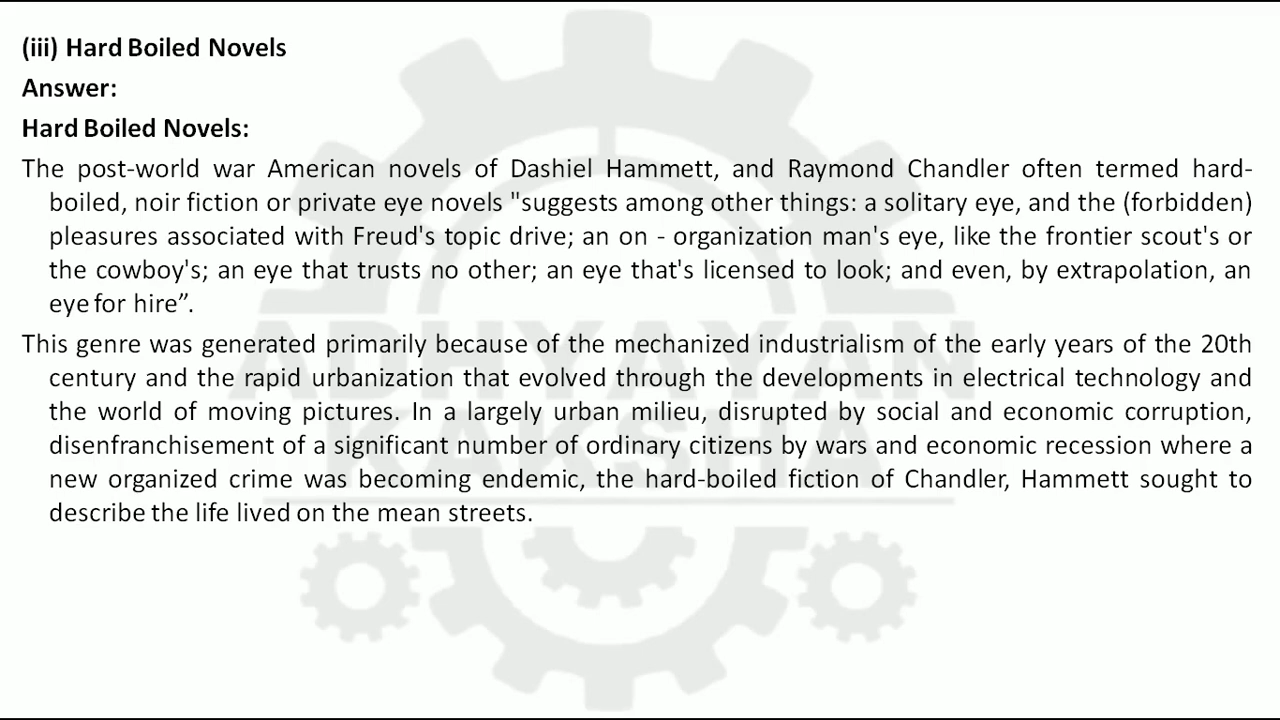 (iii) Hard Boiled Novels
Answer:
Hard Boiled Novels:
The post-world war American novels of Dashiel Hammett, and Raymond Chandler often termed hard-
boiled, noir fiction or private eye novels "suggests among other things: a solitary eye, and the (forbidden)
pleasures associated with Freud's topic drive; an on - organization man's eye, like the frontier scout's or
the cowboy's; an eye that trusts no other; an eye that's licensed to look; and even, by extrapolation, an
eye for hire”.
This genre was generated primarily because of the mechanized industrialism of the early years of the 20th
century and the rapid urbanization that evolved through the developments in electrical technology and
the world of moving pictures. In a largely urban milieu, disrupted by social and economic corruption,
disenfranchisement of a significant number of ordinary citizens by wars and economic recession where a
new organized crime was becoming endemic, the hard-boiled fiction of Chandler, Hammett sought to
describe the life lived on the mean streets.
ADHYAYAN
KAKSHA